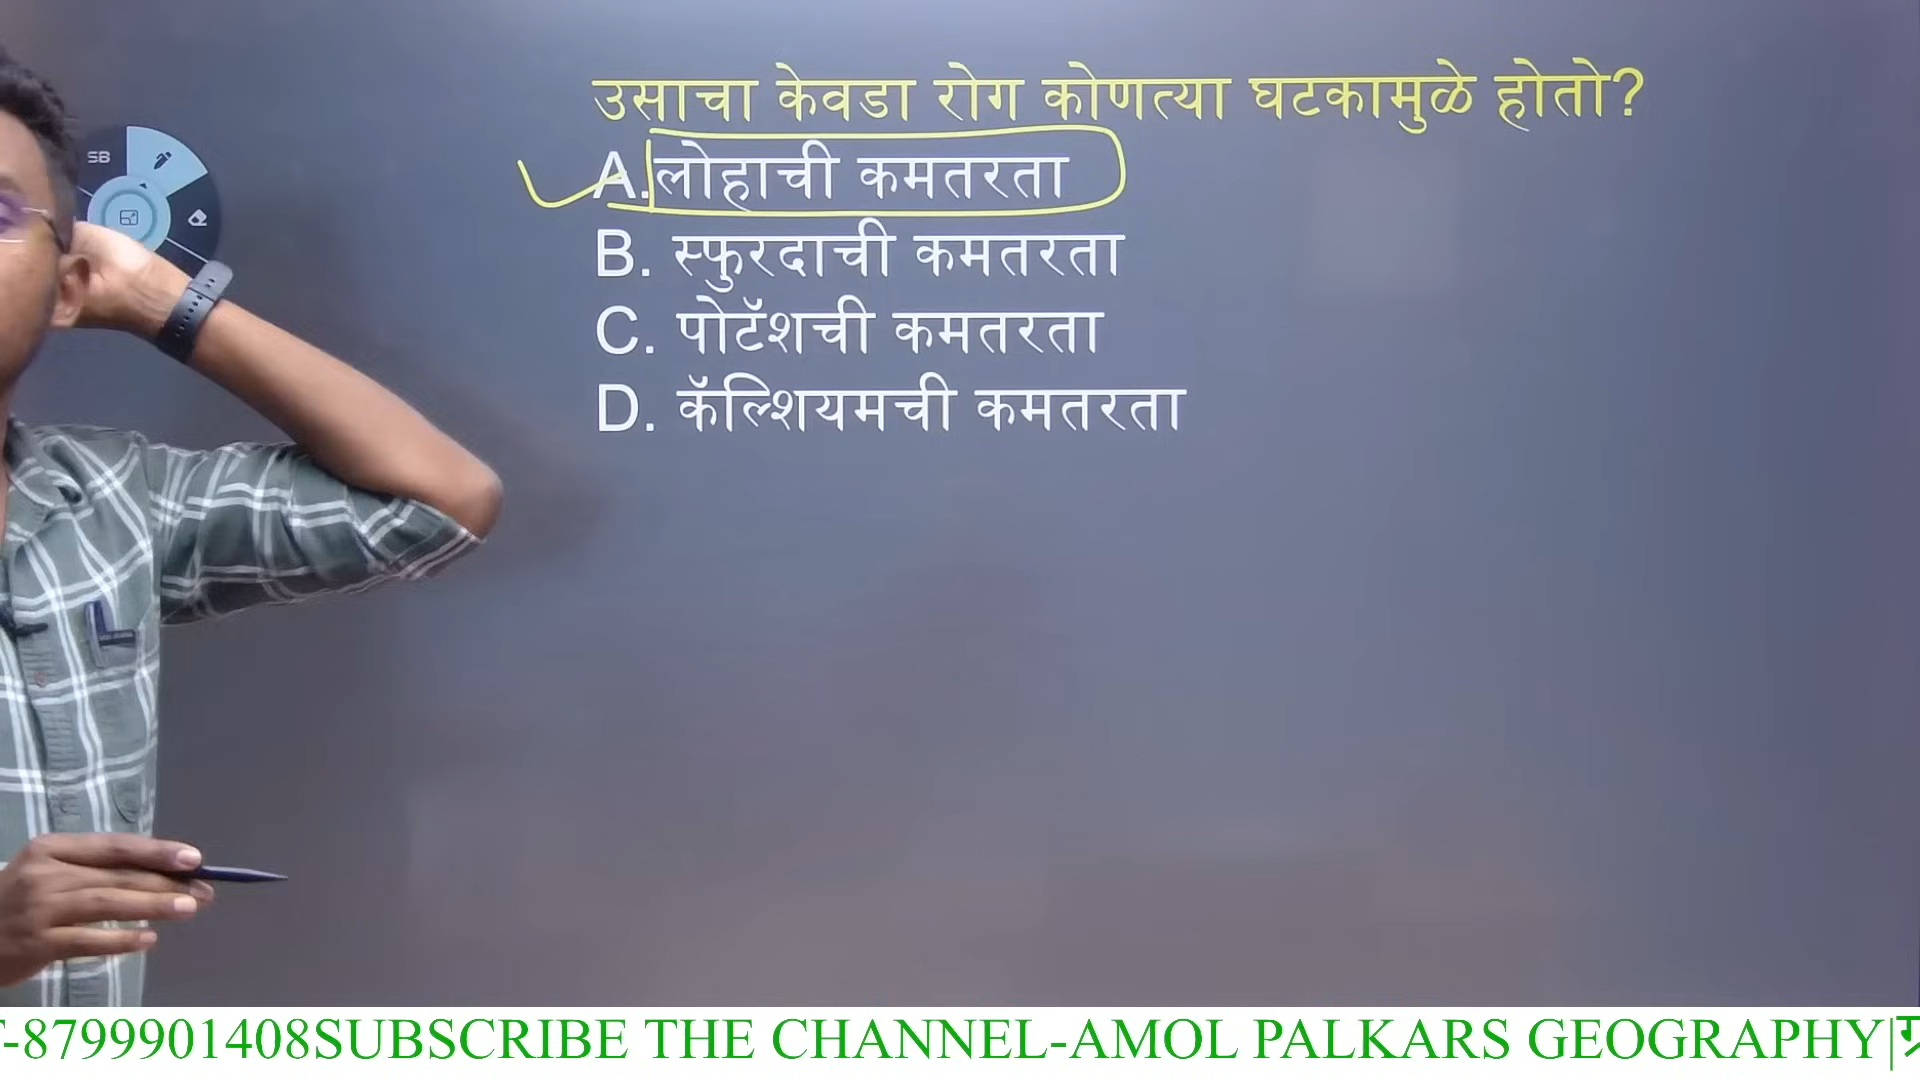 उसाचा केवडा रोग कोणत्या घटकामुळे होतो?
SB
A.लोहाची कमतरता
B. स्फुरदाची कमतरता
C. पोटॅशची कमतरता
D. कॅल्शियमची कमतरता
-8799901408SUBSCRIBE THE CHANNEL-AMOL PALKARS GEOGRAPHY|